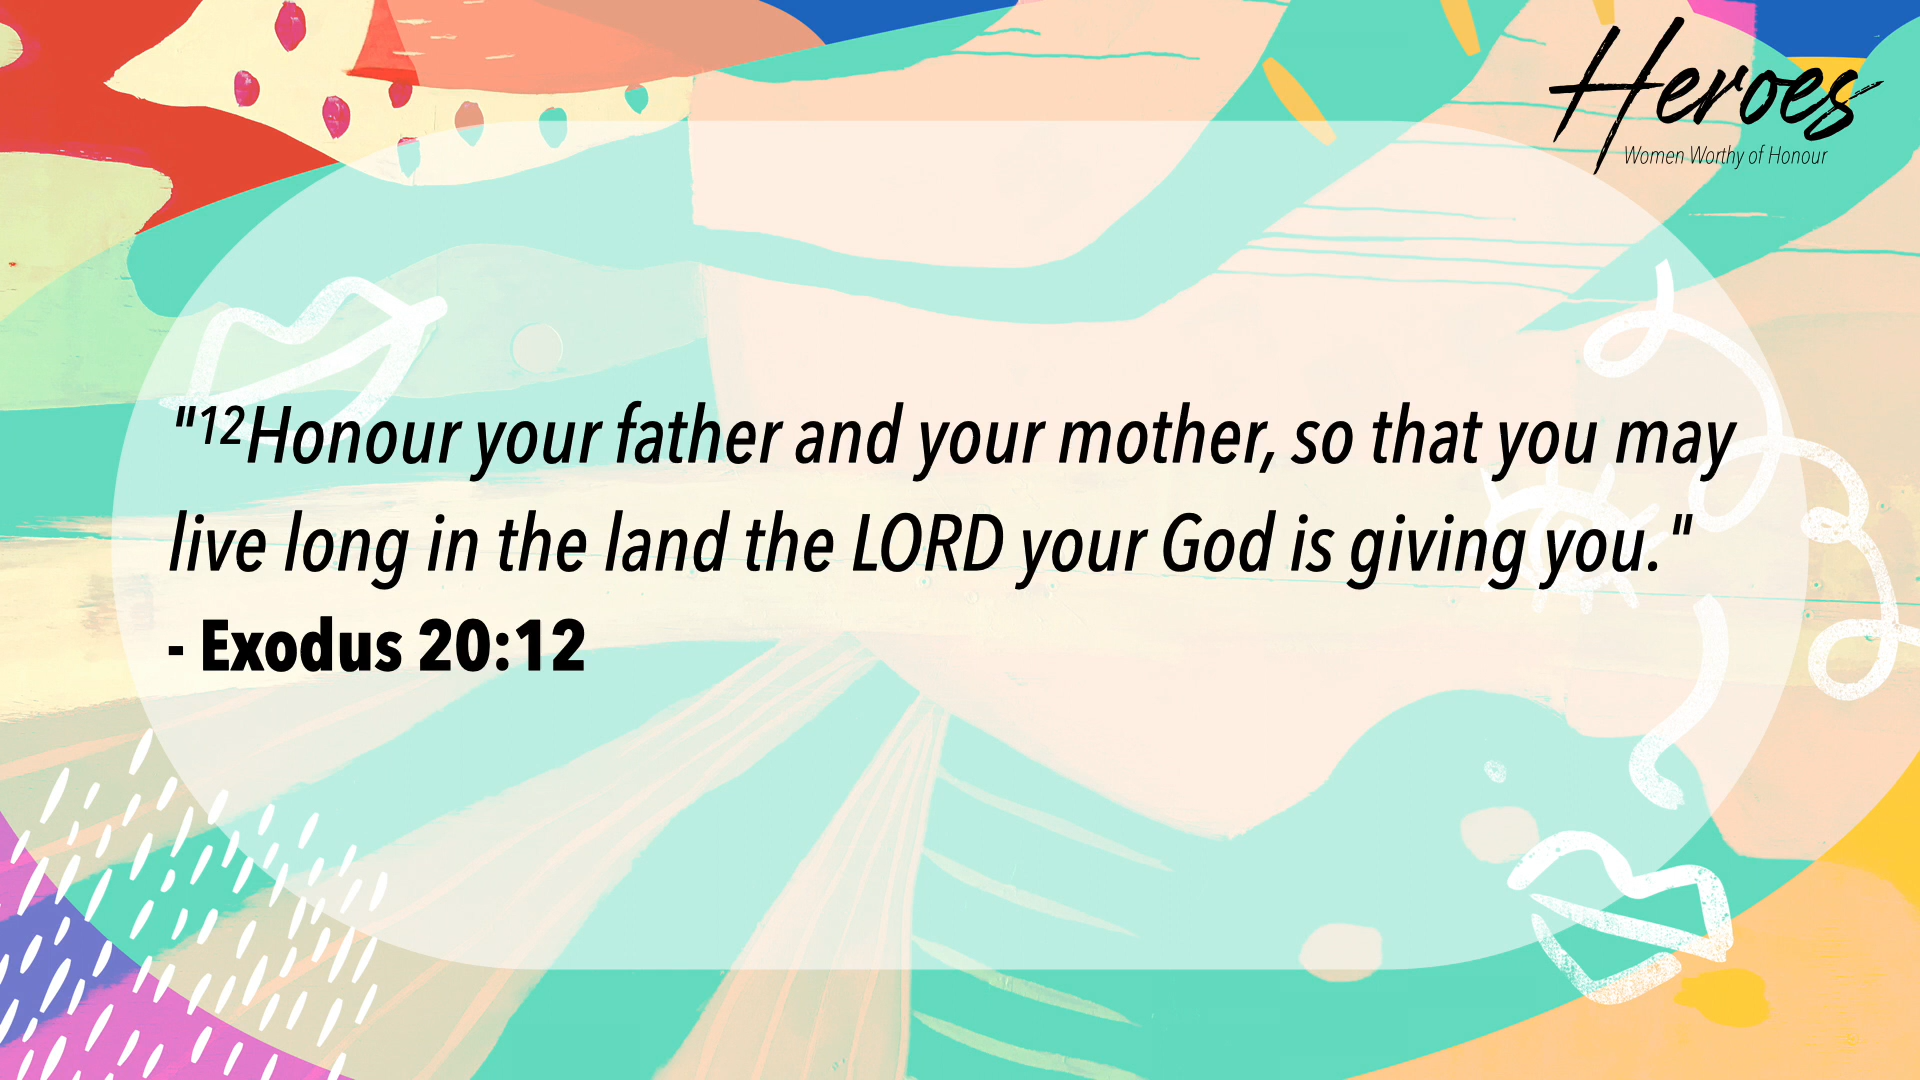 Heroes
Women Worthy of Honour
"12Honour your father and your mother, so that you may
live long in the land the LORD your God is giving you."
- Exodus 20:12